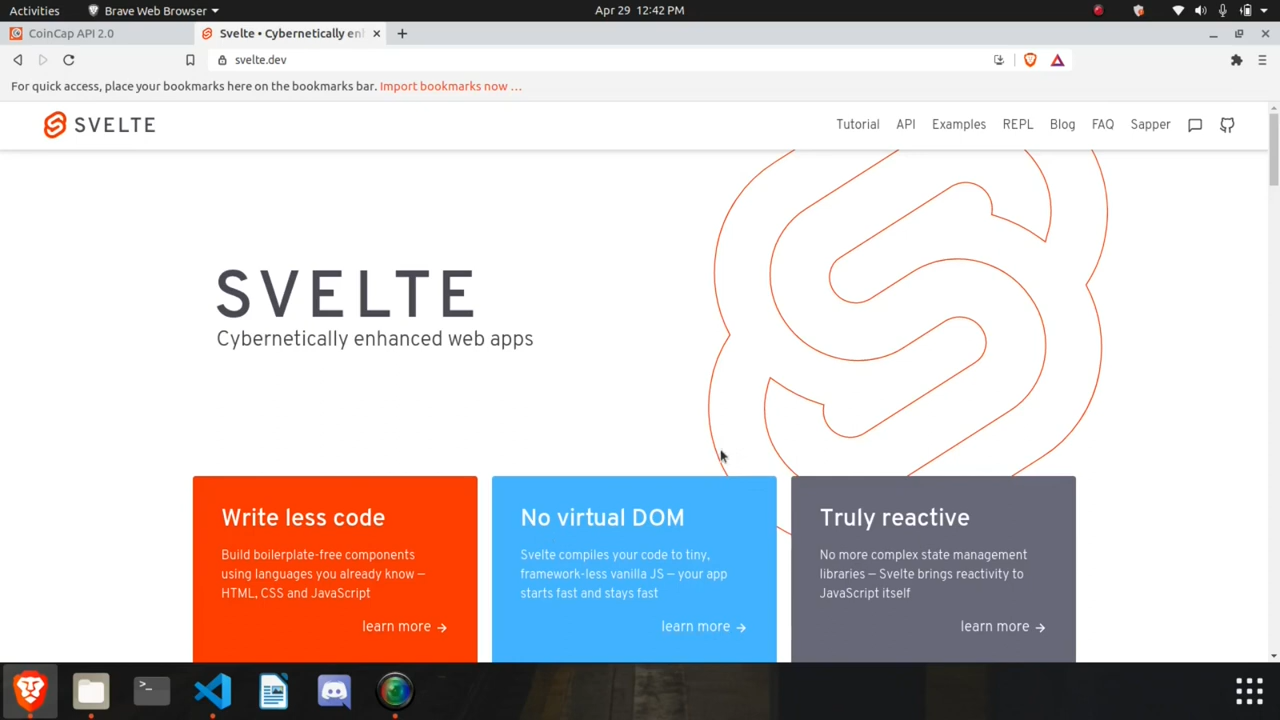 Activities
Brave Web Browser
Apr 29 12:42 PM
CoinCap API 2.0
Svelte • Cybernetically en
svelte.dev
For quick access, place your bookmarks here on the bookmarks bar. Import bookmarks now ...
SVELTE
Tutorial
API
Examples
REPL
Blog
FAQ
Sapper
SVELTE
Cybernetically enhanced web apps
Write less code
Build boilerplate-free components
using languages you already know —
HTML, CSS and JavaScript
learn more →
No virtual DOM
Svelte compiles your code to tiny,
framework-less vanilla JS — your app
starts fast and stays fast
learn more →
Truly reactive
No more complex state management
libraries — Svelte brings reactivity to
JavaScript itself
learn more →